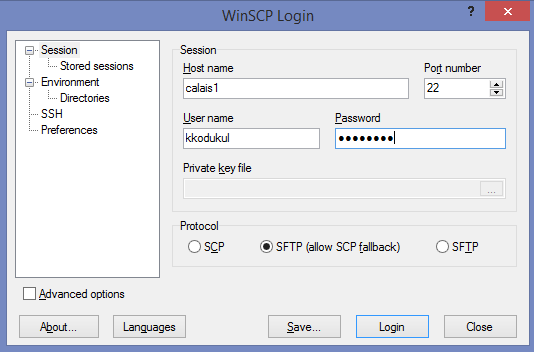 WinSCP Login
?
Session
Stored sessions
Environment
Directories
SSH
Preferences
Session
Host name
Port number
calais1
22
User name
Password
kkodukul
●●●●●●●●
Private key file
...
Protocol
SCP
SFTP (allow SCP fallback)
SFTP
Advanced options
About...
Languages
Save...
Login
Close